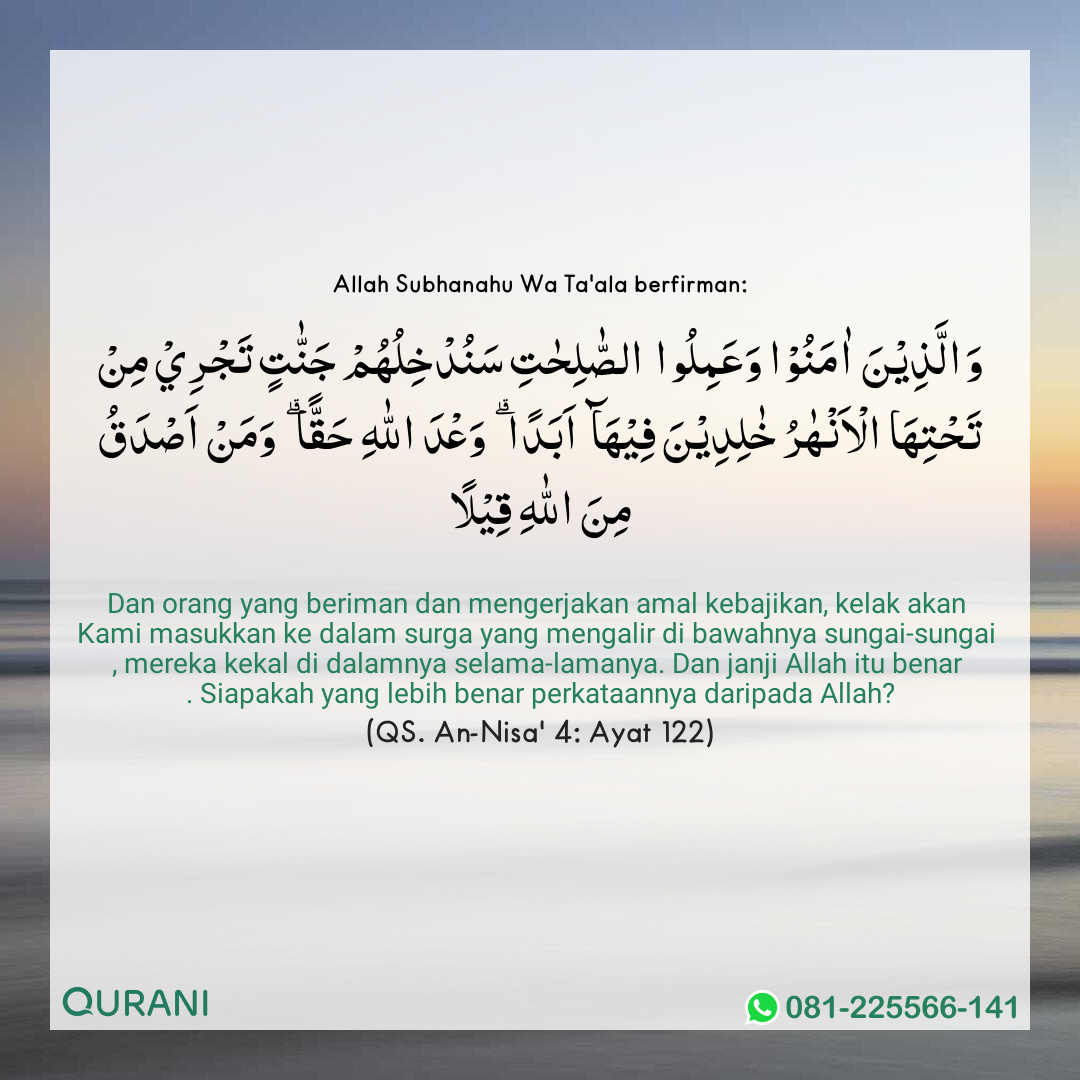 Allah Subhanahu Wa Ta'ala berfirman:
وَالَّذِيْنَ اٰمَنُوْا وَعَمِلُوا الصّٰلِحٰتِ سَنُدْخِلُهُمْ جَنّٰتٍ تَجْرِيْ مِنْ
تَحْتِهَا الْاَنْهٰرُ خٰلِدِيْنَ فِيْهَاۤ اَبَدًا ۗ وَعْدَ اللّٰهِ حَقًّا ۗ وَمَنْ اَصْدَقُ
مِنَ اللّٰهِ قِيْلًا
Dan orang yang beriman dan mengerjakan amal kebajikan, kelak akan
Kami masukkan ke dalam surga yang mengalir di bawahnya sungai-sungai
, mereka kekal di dalamnya selama-lamanya. Dan janji Allah itu benar
. Siapakah yang lebih benar perkataannya daripada Allah?
(QS. An-Nisa' 4: Ayat 122)
QURANI
081-225566-141